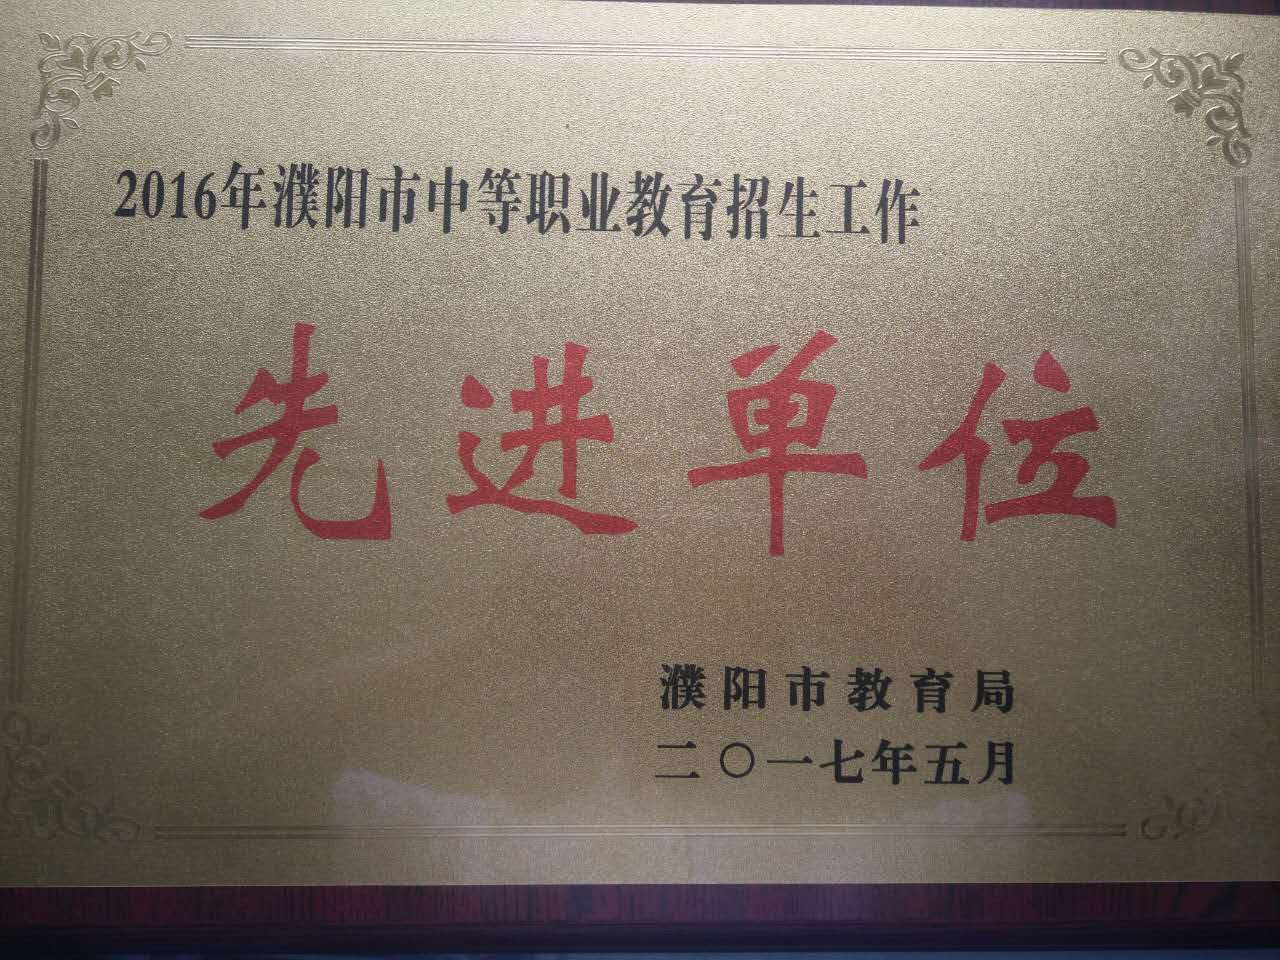 2016年濮阳市中等职业教育招生工作
先进单位
濮阳市教育局
二〇一七年五月